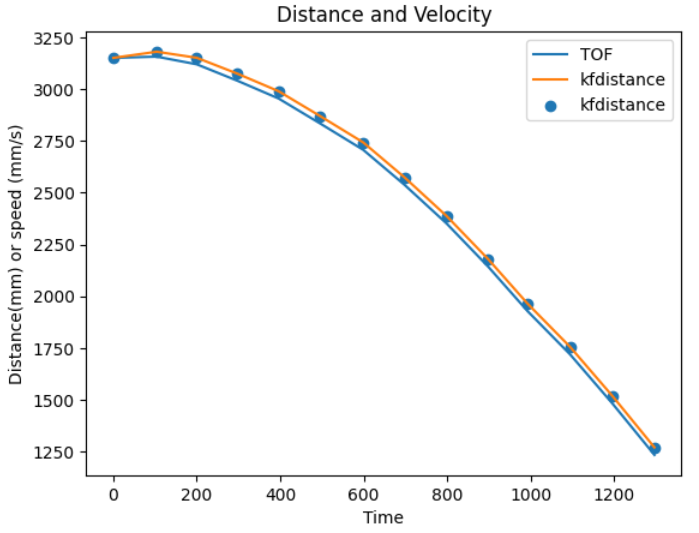 Distance and Velocity
TOF
kfdistance
kfdistance
Distance(mm) or speed (mm/s)
3250
3000
2750
2500
2250
2000
1750
1500
1250
0 200 400 600 800 1000 1200
Time